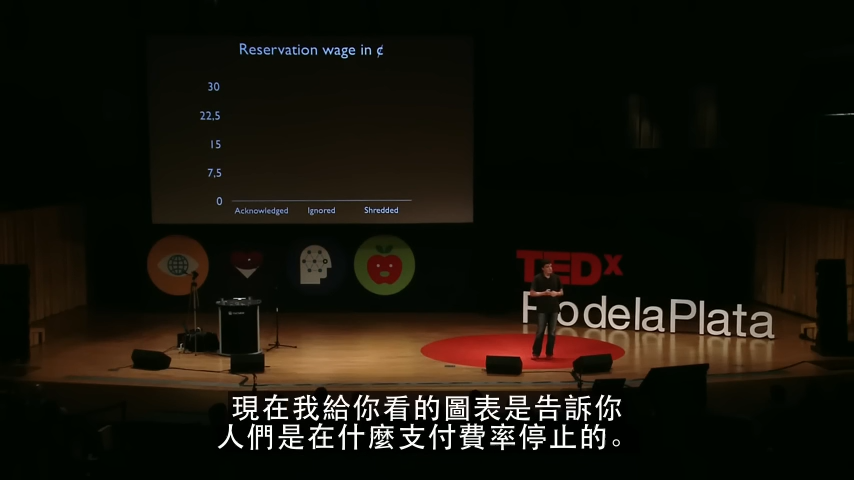 Reservation wage in ¢
30
22,5
15
7,5
0
Acknowledged Ignored Shredded
TEDx
RiodelaPlata
現在我給你看的圖表是告訴你
人們是在什麼支付費率停止的。